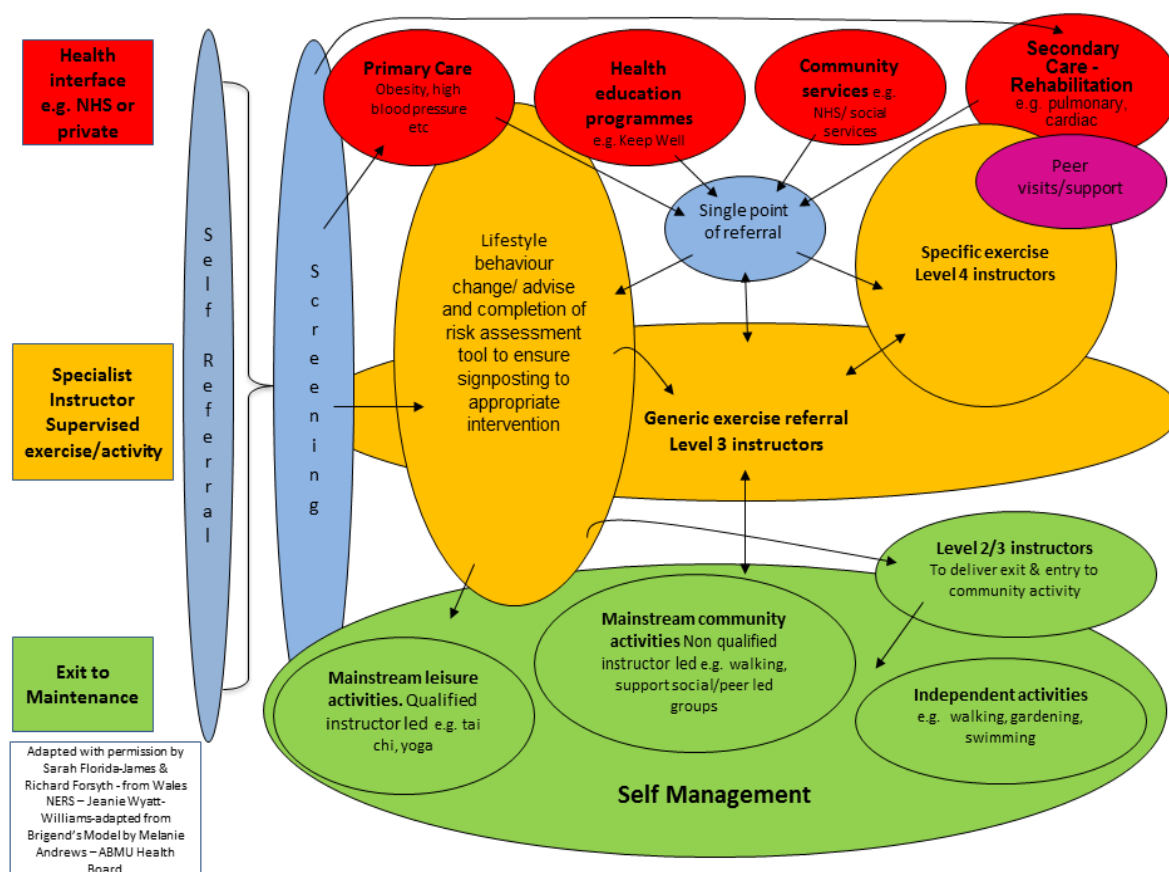 Health
interface
e.g. NHS or
private
Specialist
Instructor
Supervised
exercise/activity
Exit to
Maintenance
Adapted with permission by
Sarah Florida-James &
Richard Forsyth - from Wales
NERS – Jeanie Wyatt-
Williams-adapted from
Brigend's Model by Melanie
Andrews – ABMU Health
Board
Self Referral
Screening
Primary Care
Obesity, high
blood pressure
etc
Health
education
programmes
e.g. Keep Well
Community
services e.g.
NHS/ social
services
Secondary
Care -
Rehabilitation
e.g. pulmonary,
cardiac
Peer
visits/support
Single point
of referral
Lifestyle
behaviour
change/ advise
and completion of
risk assessment
tool to ensure
signposting to
appropriate
intervention
Specific exercise
Level 4 instructors
Generic exercise referral
Level 3 instructors
Level 2/3 instructors
To deliver exit & entry to
community activity
Mainstream leisure
activities. Qualified
instructor led e.g. tai
chi, yoga
Mainstream community
activities Non qualified
instructor led e.g. walking,
support social/peer led
groups
Independent activities
e.g. walking, gardening,
swimming
Self Management